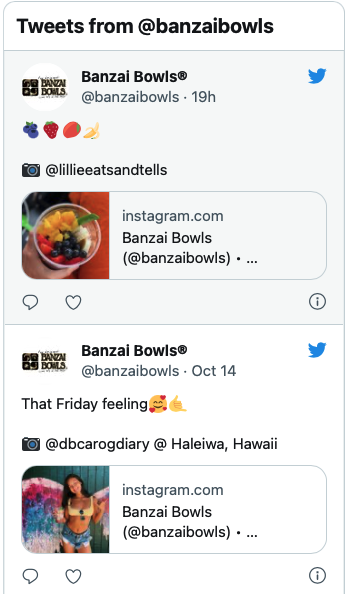 Tweets from @banzaibowls
BANZAI
BOWLS
Banzai Bowls®
@banzaibowls · 19h
🫐🍓🥭🍌
📷 @lillieeatsandtells
instagram.com
Banzai Bowls
(@banzaibowls) • ...
BANZAI
BOWLS
Banzai Bowls®
@banzaibowls · Oct 14
That Friday feeling🥰🤙
📷 @dbcarogdiary @ Haleiwa, Hawaii
instagram.com
Banzai Bowls
(@banzaibowls) • ...